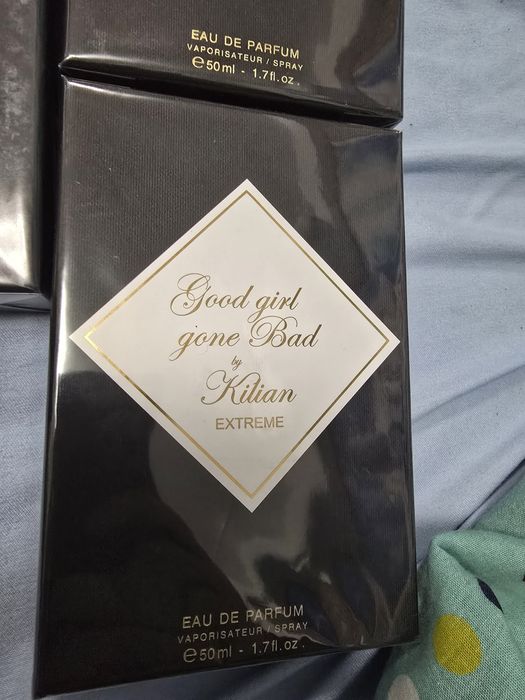 EAU DE PARFUM
VAPORISATEUR / SPRAY
℮50ml - 1.7fl.oz.
Good girl
gone Bad
by
Kilian
EXTREME
EAU DE PARFUM
VAPORISATEUR / SPRAY
℮50ml - 1.7fl.oz.